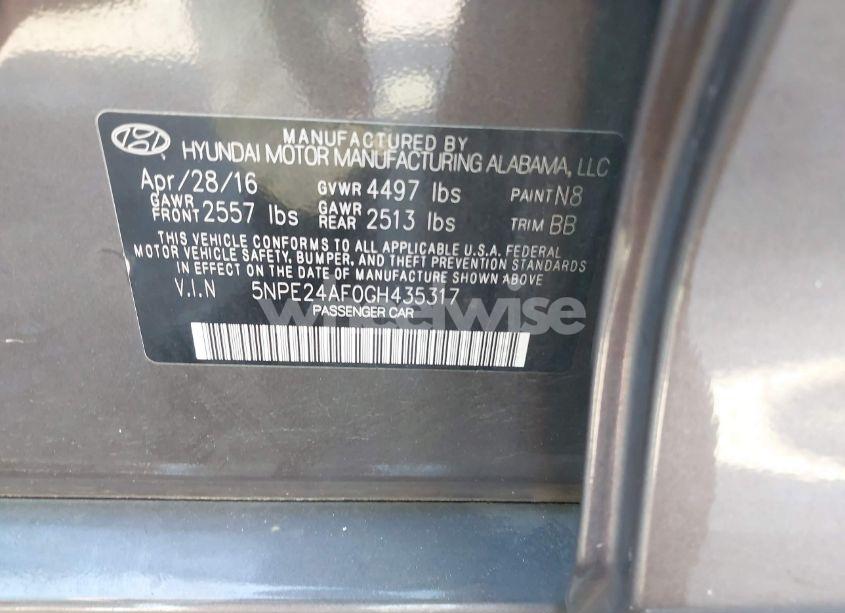 MANUFACTURED BY
HYUNDAI MOTOR MANUFACTURING ALABAMA, LLC
Apr/28/16 GVWR 4497 lbs PAINT N8
GAWR FRONT 2557 lbs GAWR REAR 2513 lbs TRIM BB
THIS VEHICLE CONFORMS TO ALL APPLICABLE U.S.A. FEDERAL
MOTOR VEHICLE SAFETY, BUMPER, AND THEFT PREVENTION STANDARDS
IN EFFECT ON THE DATE OF MANUFACTURE SHOWN ABOVE.
V.I.N 5NPE24AF0GH435317
PASSENGER CAR
wheelwise